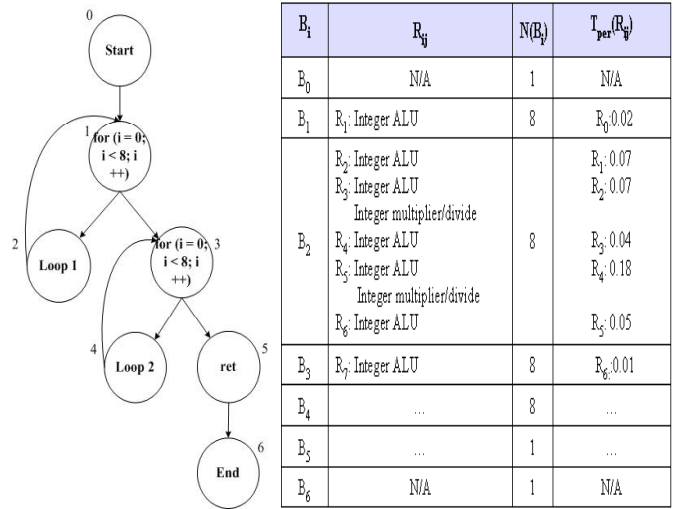 0
Start
1
for (i = 0;
i < 8; i
++)
2
Loop 1
for (i = 0;
i < 8; i
++)
3
4
Loop 2
ret
5
End
6
Bi Rij N(Bi) Tper(Rij)
B0 N/A 1 N/A
B1 R1: Integer ALU 8 R0:0.02
R2: Integer ALU R1: 0.07
R3: Integer ALU R2: 0.07
Integer multiplier/divide
B2 R4: Integer ALU 8 R3: 0.04
R5: Integer ALU R4: 0.18
Integer multiplier/divide
R6: Integer ALU R5: 0.05
B3 R7: Integer ALU 8 R6:0.01
B4 ... 8 ...
B5 ... 1 ...
B6 N/A 1 N/A